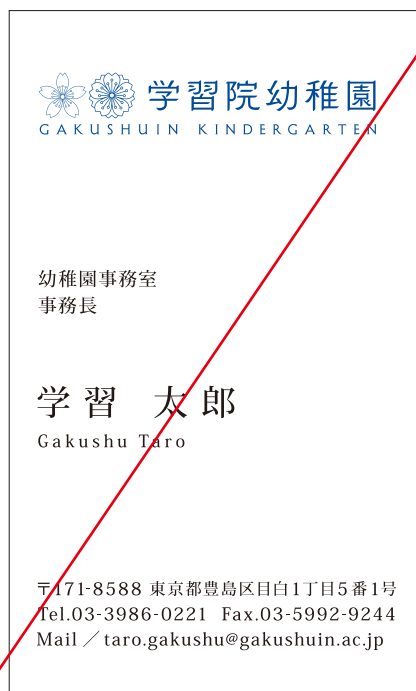 学習院幼稚園
GAKUSHUIN KINDERGARTEN
幼稚園事務室
事務長
学習 太郎
Gakushu Taro
〒171-8588 東京都豊島区目白1丁目5番1号
Tel.03-3986-0221 Fax.03-5992-9244
Mail／taro.gakushu@gakushuin.ac.jp